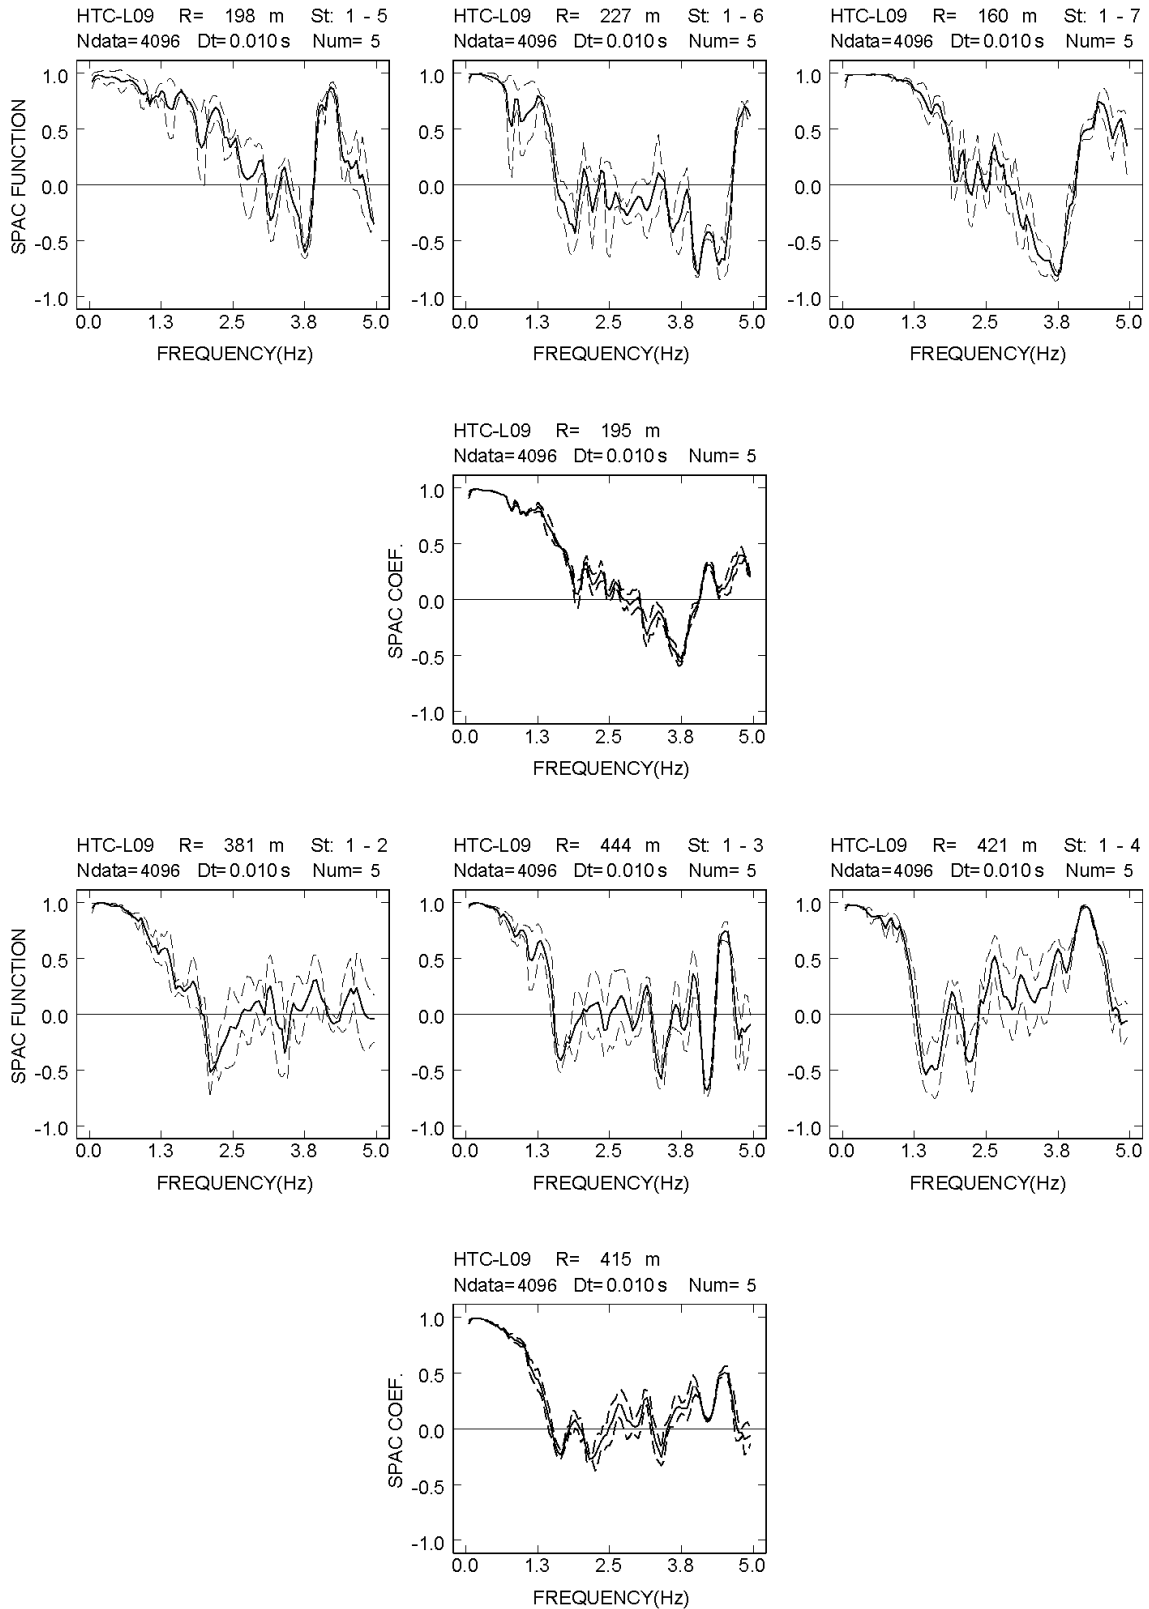 HTC-L09 R= 198 m St: 1 - 5
Ndata=4096 Dt=0.010s Num= 5
SPAC FUNCTION
1.0
0.5
0.0
-0.5
-1.0
0.0 1.3 2.5 3.8 5.0
FREQUENCY(Hz)
HTC-L09 R= 227 m St: 1 - 6
Ndata=4096 Dt=0.010s Num= 5
1.0
0.5
0.0
-0.5
-1.0
0.0 1.3 2.5 3.8 5.0
FREQUENCY(Hz)
HTC-L09 R= 160 m St: 1 - 7
Ndata=4096 Dt=0.010s Num= 5
1.0
0.5
0.0
-0.5
-1.0
0.0 1.3 2.5 3.8 5.0
FREQUENCY(Hz)
HTC-L09 R= 195 m
Ndata=4096 Dt=0.010s Num= 5
SPAC COEF.
1.0
0.5
0.0
-0.5
-1.0
0.0 1.3 2.5 3.8 5.0
FREQUENCY(Hz)
HTC-L09 R= 381 m St: 1 - 2
Ndata=4096 Dt=0.010s Num= 5
SPAC FUNCTION
1.0
0.5
0.0
-0.5
-1.0
0.0 1.3 2.5 3.8 5.0
FREQUENCY(Hz)
HTC-L09 R= 444 m St: 1 - 3
Ndata=4096 Dt=0.010s Num= 5
1.0
0.5
0.0
-0.5
-1.0
0.0 1.3 2.5 3.8 5.0
FREQUENCY(Hz)
HTC-L09 R= 421 m St: 1 - 4
Ndata=4096 Dt=0.010s Num= 5
1.0
0.5
0.0
-0.5
-1.0
0.0 1.3 2.5 3.8 5.0
FREQUENCY(Hz)
HTC-L09 R= 415 m
Ndata=4096 Dt=0.010s Num= 5
SPAC COEF.
1.0
0.5
0.0
-0.5
-1.0
0.0 1.3 2.5 3.8 5.0
FREQUENCY(Hz)